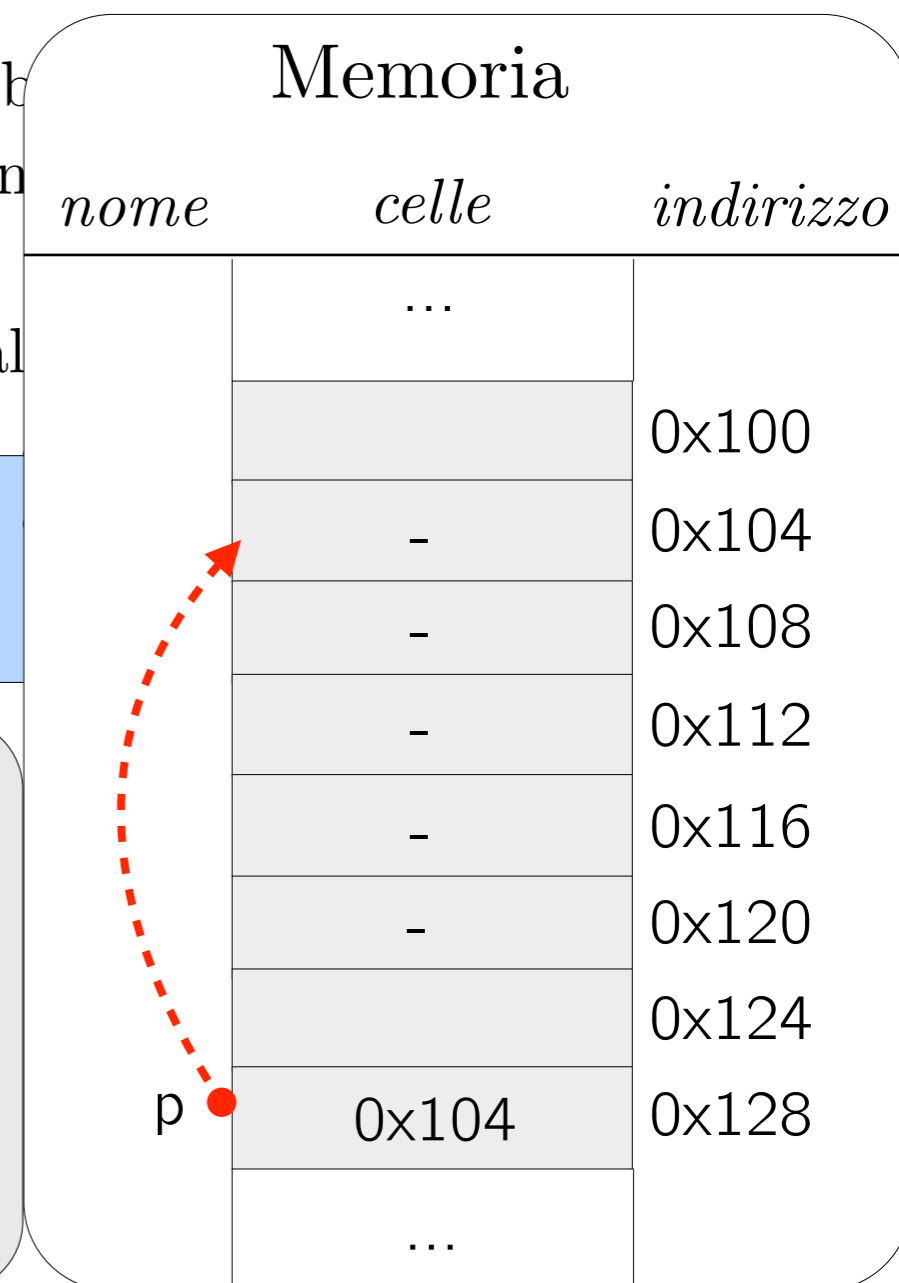 Memoria
nome celle indirizzo
...
0x100
- 0x104
- 0x108
- 0x112
- 0x116
- 0x120
0x124
p 0x104 0x128
...